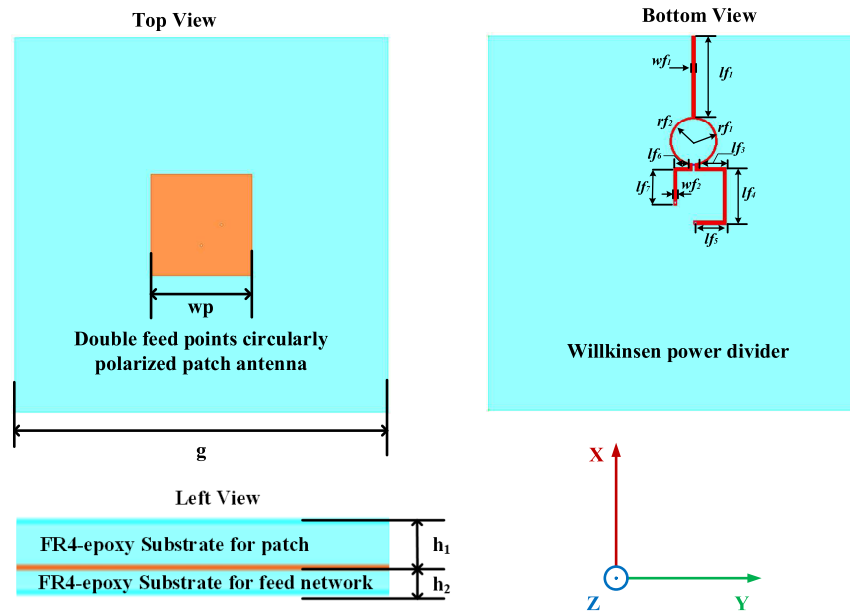 Top View
wp
Double feed points circularly
polarized patch antenna
g
Bottom View
wf₁
lf₁
rf₂
rf₁
lf₆
lf₃
lf₇
wf₂
lf₄
lf₅
Willkinsen power divider
Left View
FR4-epoxy Substrate for patch
h₁
FR4-epoxy Substrate for feed network
h₂
X
Z
Y